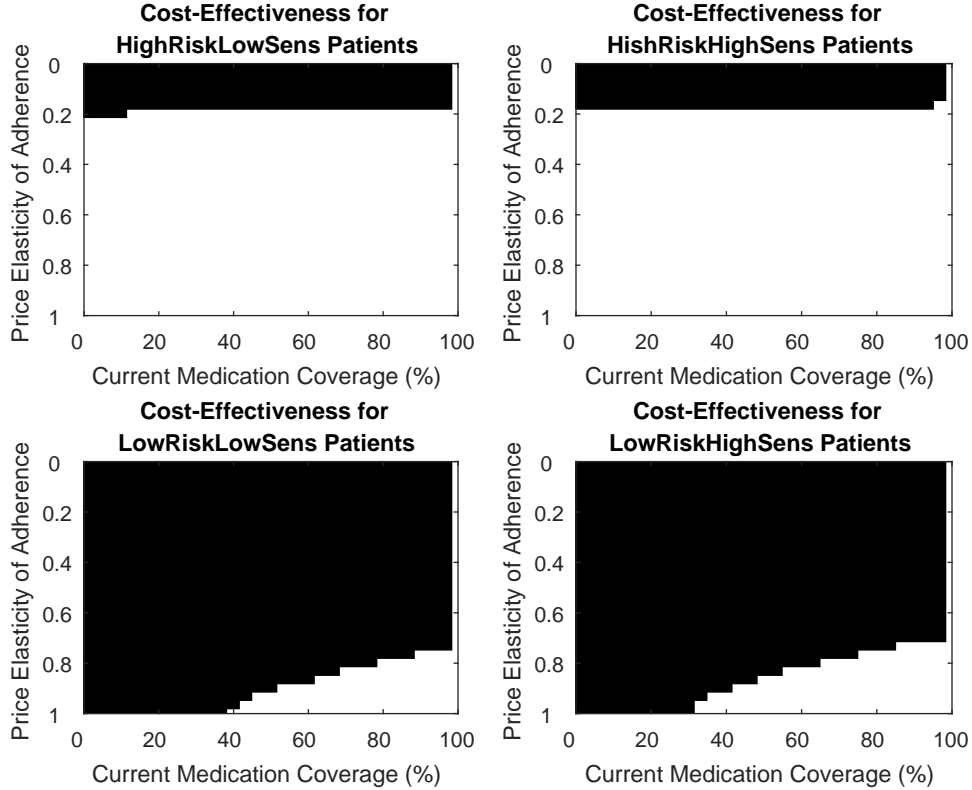 Cost-Effectiveness for
HighRiskLowSens Patients
0
0.2
0.4
0.6
0.8
1
Price Elasticity of Adherence
0 20 40 60 80 100
Current Medication Coverage (%)
Cost-Effectiveness for
HishRiskHighSens Patients
0
0.2
0.4
0.6
0.8
1
Price Elasticity of Adherence
0 20 40 60 80 100
Current Medication Coverage (%)
Cost-Effectiveness for
LowRiskLowSens Patients
0
0.2
0.4
0.6
0.8
1
Price Elasticity of Adherence
0 20 40 60 80 100
Current Medication Coverage (%)
Cost-Effectiveness for
LowRiskHighSens Patients
0
0.2
0.4
0.6
0.8
1
Price Elasticity of Adherence
0 20 40 60 80 100
Current Medication Coverage (%)